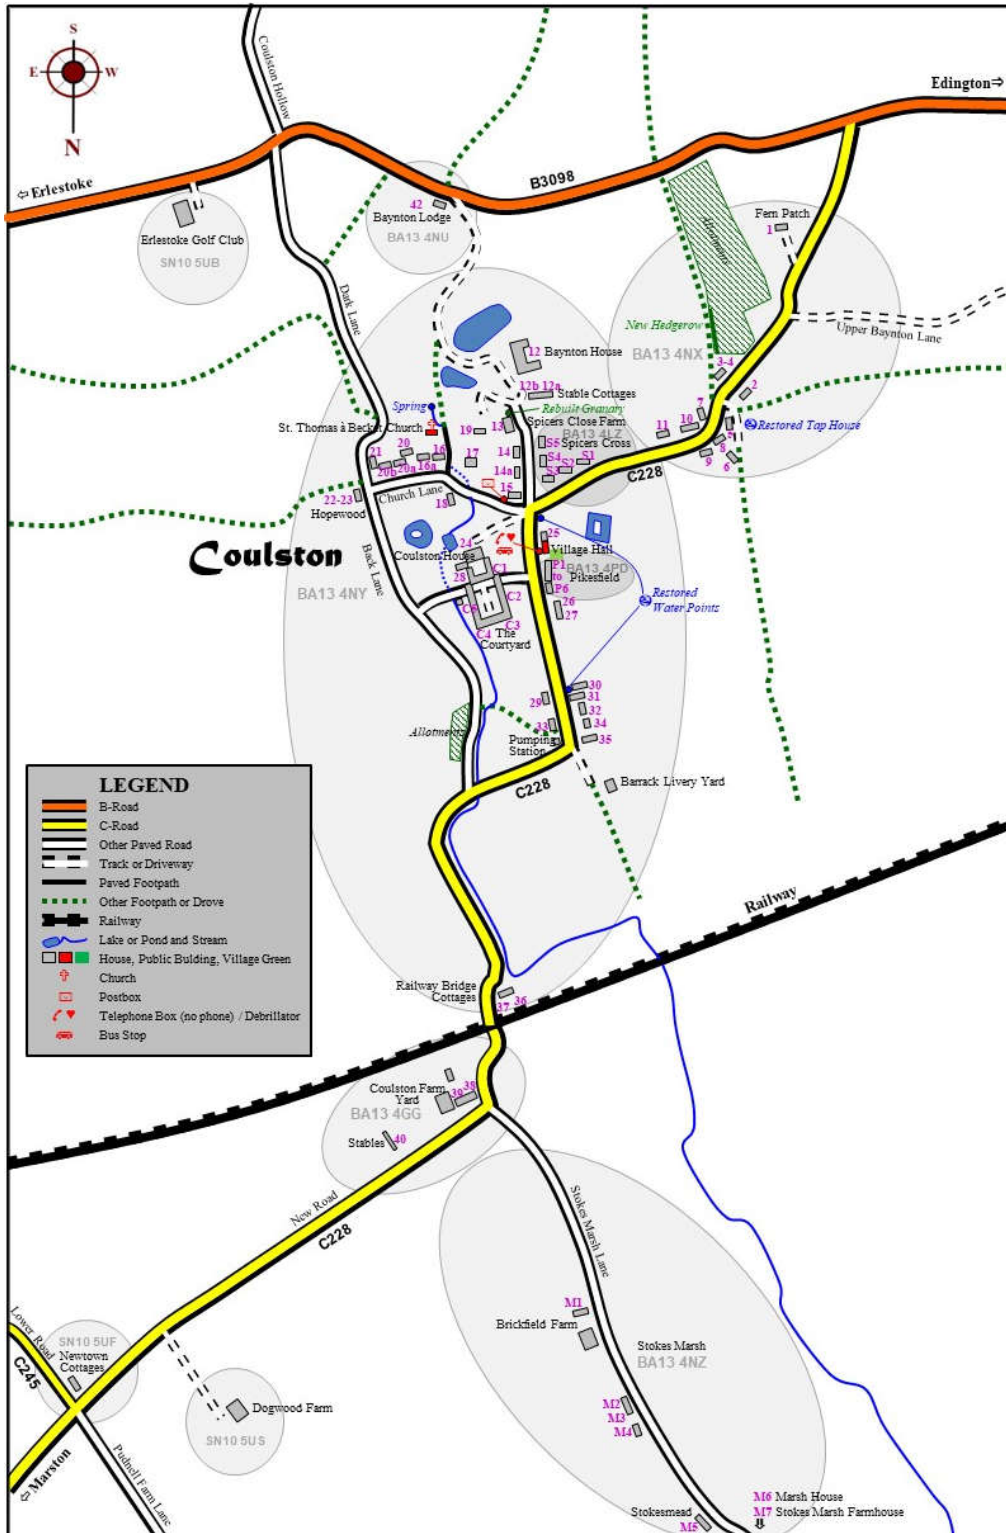 S
E
W
N
Coulston Hollow
Edington
Erlestoke
B3098
42
Baynton Lodge
BA13 4NU
Erlestoke Golf Club
SN10 5UB
Fern Patch
1
Allotments
Dark Lane
New Hedgerow
BA13 4NX
Upper Baynton Lane
12
Baynton House
3-4
2
12b
12a
Stable Cottages
Spring
Rebuilt Granary
St. Thomas à Becket Church
13
Spicers Close Farm
BA13 4LZ
7
Restored Tap House
19
11
10
5
8
9
6
20
21
20b
20a
16a
16
17
14
14a
S5
Spicers Cross
S4
S3
S2
S1
C228
22-23
Hopewood
Church Lane
18
15
Coulston
24
Coulston House
25
Village Hall
BA13 4PD
P1
to
P6
Pikesfield
BA13 4NY
Back Lane
28
C1
C2
C3
C4
C5
The
Courtyard
26
27
Restored
Water Points
29
30
31
32
33
34
35
Pumping
Station
Allotments
C228
Barrack Livery Yard
LEGEND
B-Road
C-Road
Other Paved Road
Track or Driveway
Paved Footpath
Other Footpath or Drove
Railway
Lake or Pond and Stream
House, Public Bulding, Village Green
Church
Postbox
Telephone Box (no phone) / Debrillator
Bus Stop
Railway
Railway Bridge
Cottages
37
36
Coulston Farm
Yard
39
38
BA13 4GG
Stables
40
New Road
C228
Stokes Marsh Lane
M1
Brickfield Farm
Stokes Marsh
BA13 4NZ
M2
M3
M4
Lower Road
C245
SN10 5UF
Newtown
Cottages
Dogwood Farm
SN10 5US
Marston
Pudnell Farm Lane
Stokesmead
M5
M6 Marsh House
M7 Stokes Marsh Farmhouse